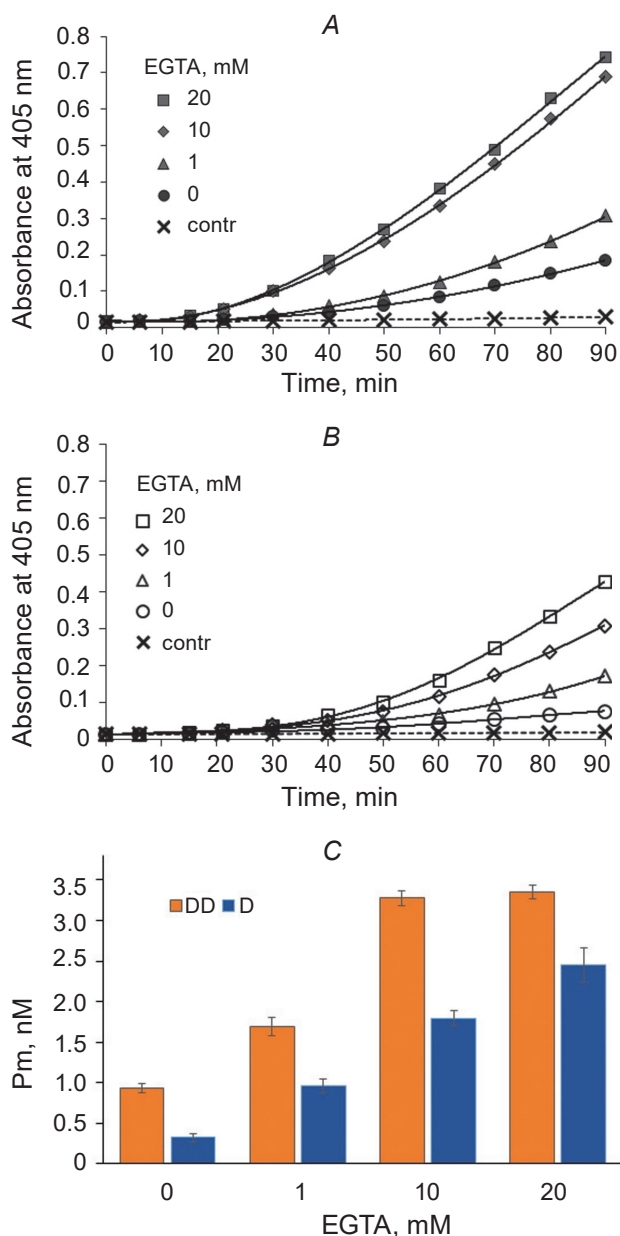 A
0.8
0.7
0.6
0.5
0.4
0.3
0.2
0.1
0
Absorbance at 405 nm
EGTA, mM
20
10
1
0
contr
0 10 20 30 40 50 60 70 80 90
Time, min
B
0.8
0.7
0.6
0.5
0.4
0.3
0.2
0.1
0
Absorbance at 405 nm
EGTA, mM
20
10
1
0
contr
0 10 20 30 40 50 60 70 80 90
Time, min
C
3.5
3.0
2.5
2.0
1.5
1.0
0.5
0
Pm, nM
DD D
0 1 10 20
EGTA, mM